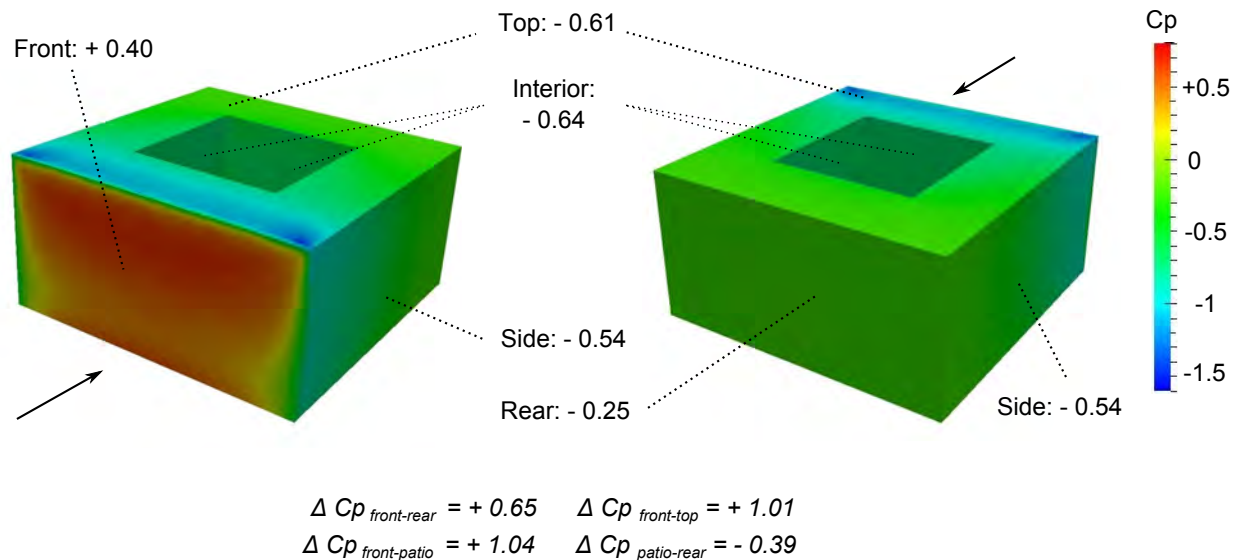 Top: - 0.61
Cp
Front: + 0.40
+0.5
Interior:
- 0.64
0
-0.5
-1
Side: - 0.54
-1.5
Rear: - 0.25
Side: - 0.54
Δ Cp front-rear = + 0.65 Δ Cp front-top = + 1.01
Δ Cp front-patio = + 1.04 Δ Cp patio-rear = - 0.39